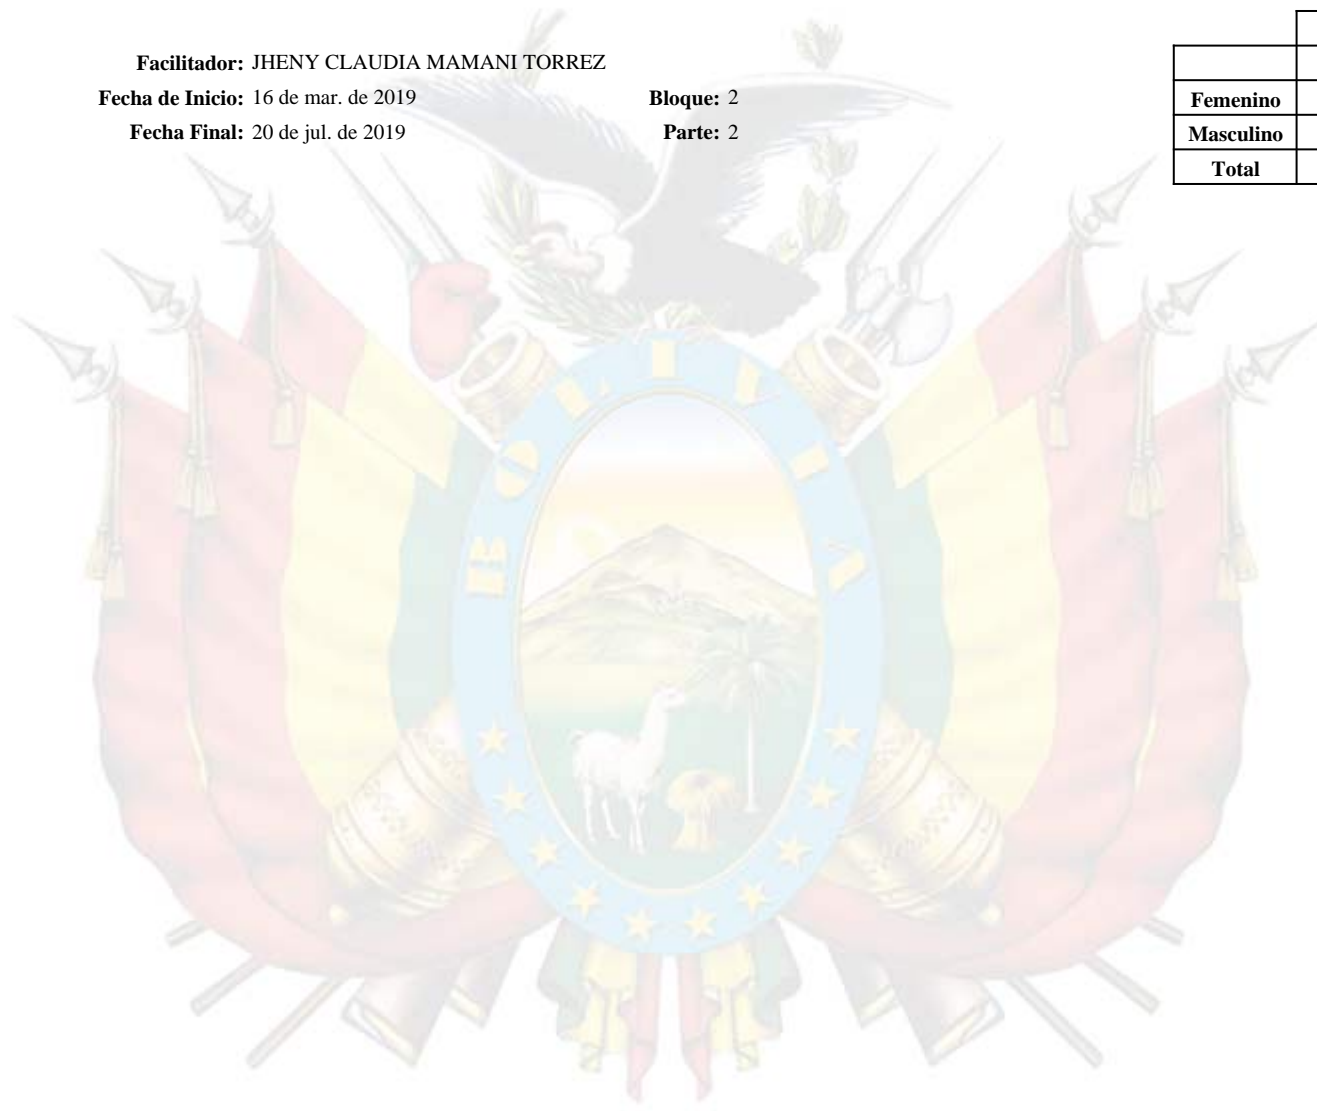 Facilitador: JHENY CLAUDIA MAMANI TORREZ
Fecha de Inicio: 16 de mar. de 2019 Bloque: 2
Fecha Final: 20 de jul. de 2019 Parte: 2
Femenino
Masculino
Total
BOLIVIA